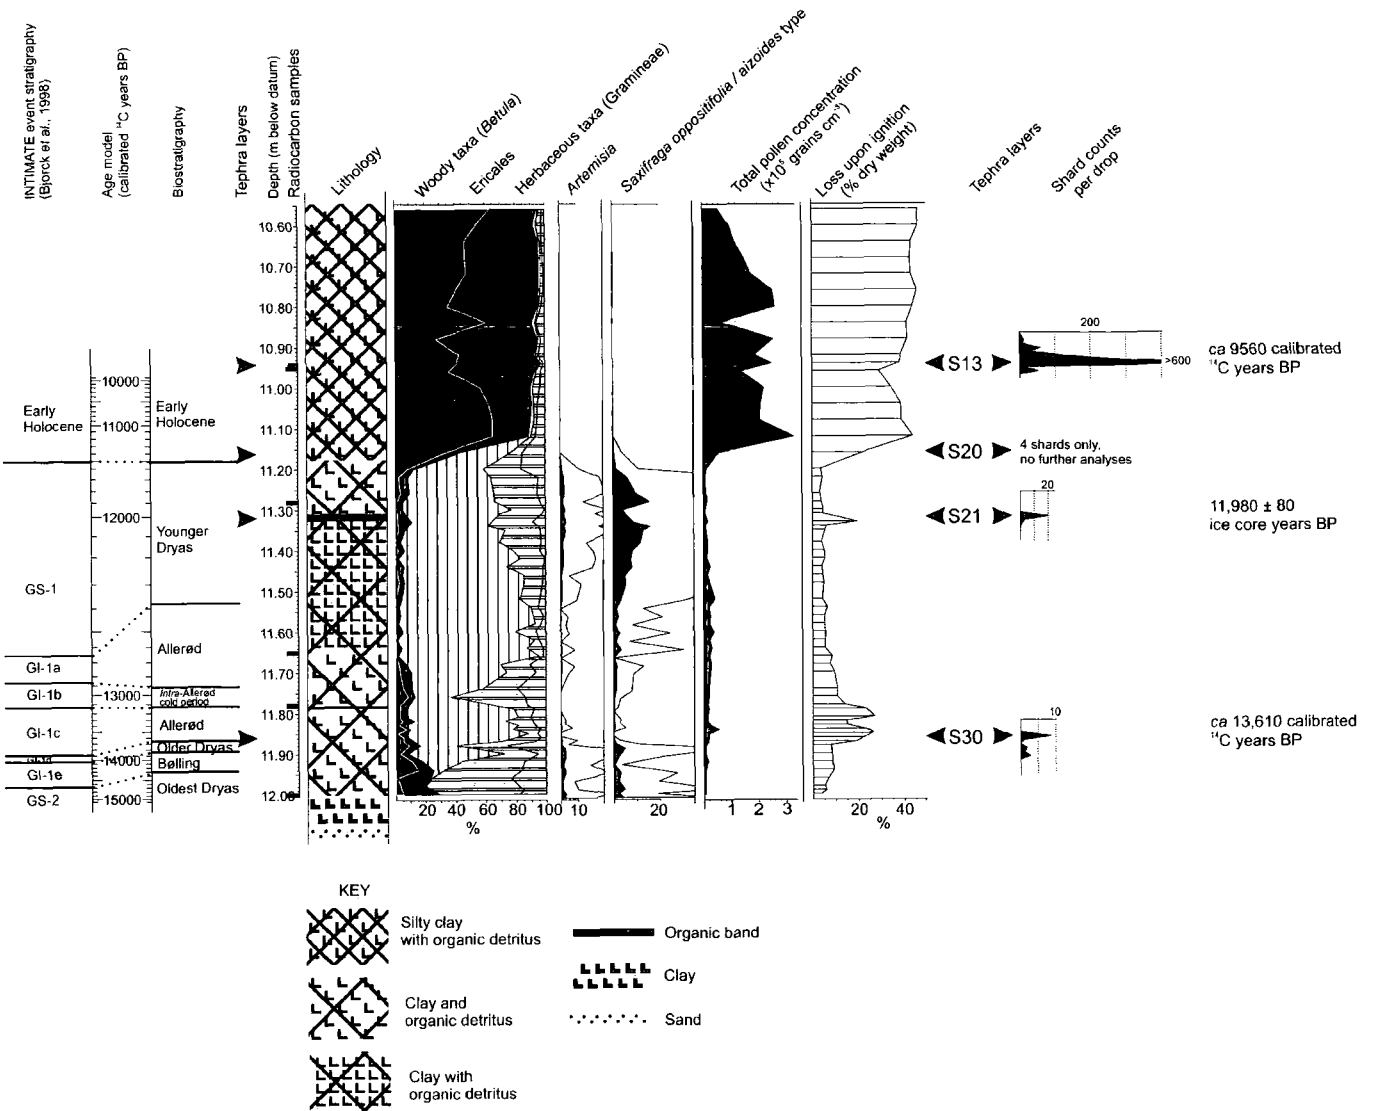 INTIMATE event stratigraphy
(Bjorck et al., 1998)
Age model
(calibrated ¹⁴C years BP)
Biostratigraphy
Tephra layers
Depth (m below datum)
Radiocarbon samples
Lithology
Woody taxa (Betula)
Ericales
Herbaceous taxa (Gramineae)
Artemisia
Saxifraga oppositifolia / aizoides type
Total pollen concentration
(x10⁵ grains cm⁻³)
Loss upon ignition
(% dry weight)
Tephra layers
Shard counts
per drop
10.60
10.70
10.80
10.90
11.00
11.10
11.20
11.30
11.40
11.50
11.60
11.70
11.80
11.90
12.00
10000
11000
12000
13000
14000
15000
Early
Holocene
GS-1
GI-1a
GI-1b
GI-1c
GI-1e
GS-2
Early
Holocene
Younger
Dryas
Allerød
Intra-Allerød
cold period
Allerød
Older Dryas
Bølling
Oldest Dryas
20 40 60 80 100
%
10
20
1 2 3
20 40
%
S13
200
>600
ca 9560 calibrated
¹⁴C years BP
S20
4 shards only,
no further analyses
S21
20
11,980 ± 80
ice core years BP
S30
10
ca 13,610 calibrated
¹⁴C years BP
KEY
Silty clay
with organic detritus
Clay and
organic detritus
Clay with
organic detritus
Organic band
Clay
Sand